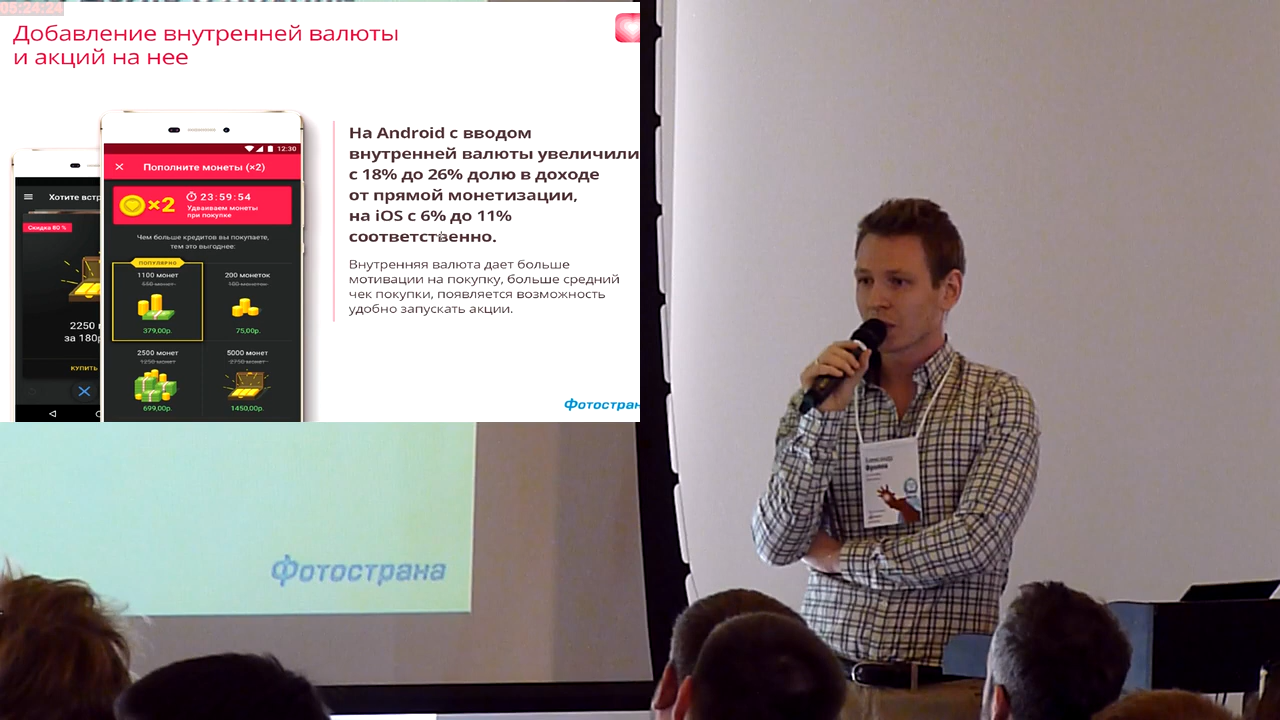 05:24:24
Добавление внутренней валюты
и акций на нее
На Android с вводом
внутренней валюты увеличили
с 18% до 26% долю в доходе
от прямой монетизации,
на iOS с 6% до 11%
соответственно.
Внутренняя валюта дает больше
мотивации на покупку, больше средний
чек покупки, появляется возможность
удобно запускать акции.
Хотите встр
Скидка 80 %
2250
за 180р
КУПИТЬ
12:30
Пополните монеты (×2)
×2
23:59:54
Удваиваем монеты
при покупке
Чем больше кредитов вы покупаете,
тем это выгоднее:
ПОПУЛЯРНО
1100 монет
550 монет
379,00р.
200 монеток
100 монеток
75,00р.
2500 монет
1250 монет
699,00р.
5000 монет
2750 монет
1450,00р.
Фотостран
Фотострана
Фролов